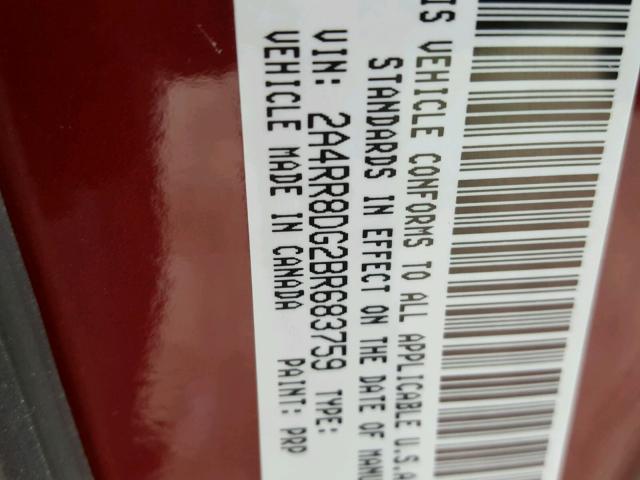 IS VEHICLE CONFORMS TO ALL APPLICABLE U.S.A
STANDARDS IN EFFECT ON THE DATE OF MANU
VIN: 2A4RR8DG2BR683759 TYPE:
VEHICLE MADE IN CANADA PAINT: PRP